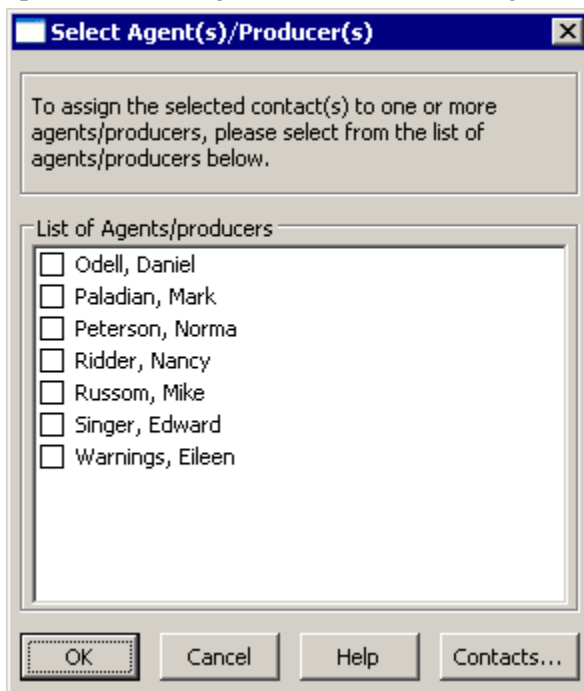 Select Agent(s)/Producer(s)
To assign the selected contact(s) to one or more
agents/producers, please select from the list of
agents/producers below.
List of Agents/producers
Odell, Daniel
Paladian, Mark
Peterson, Norma
Ridder, Nancy
Russom, Mike
Singer, Edward
Warnings, Eileen
OK Cancel Help Contacts...